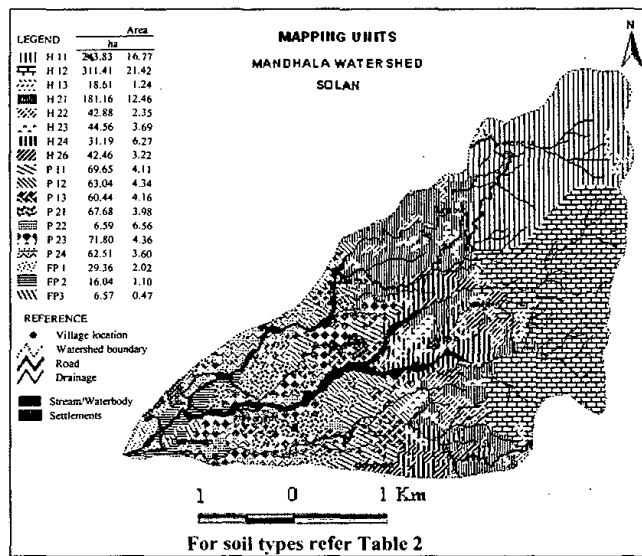 MAPPING UNITS
MANDHALA WATERSHED
SOLAN
N
LEGEND Area
ha
H 11 243.83 16.77
H 12 311.41 21.42
H 13 18.61 1.24
H 21 181.16 12.46
H 22 42.88 2.35
H 23 44.56 3.69
H 24 31.19 6.27
H 26 42.46 3.22
P 11 69.65 4.11
P 12 63.04 4.34
P 13 60.44 4.16
P 21 67.68 3.98
P 22 6.59 6.56
P 23 71.80 4.36
P 24 62.51 3.60
FP 1 29.36 2.02
FP 2 16.04 1.10
FP3 6.57 0.47
REFERENCE
Village location
Watershed boundary
Road
Drainage
Stream/Waterbody
Settlements
1 0 1 Km
For soil types refer Table 2